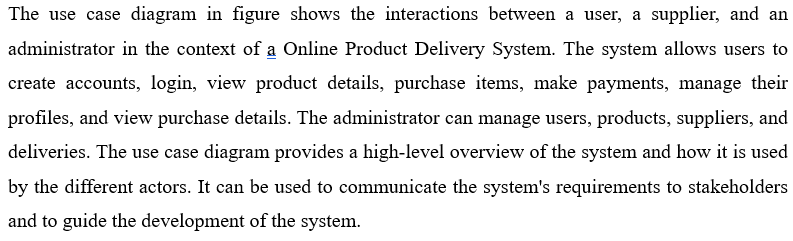 The use case diagram in figure shows the interactions between a user, a supplier, and an
administrator in the context of a Online Product Delivery System. The system allows users to
create accounts, login, view product details, purchase items, make payments, manage their
profiles, and view purchase details. The administrator can manage users, products, suppliers, and
deliveries. The use case diagram provides a high-level overview of the system and how it is used
by the different actors. It can be used to communicate the system's requirements to stakeholders
and to guide the development of the system.